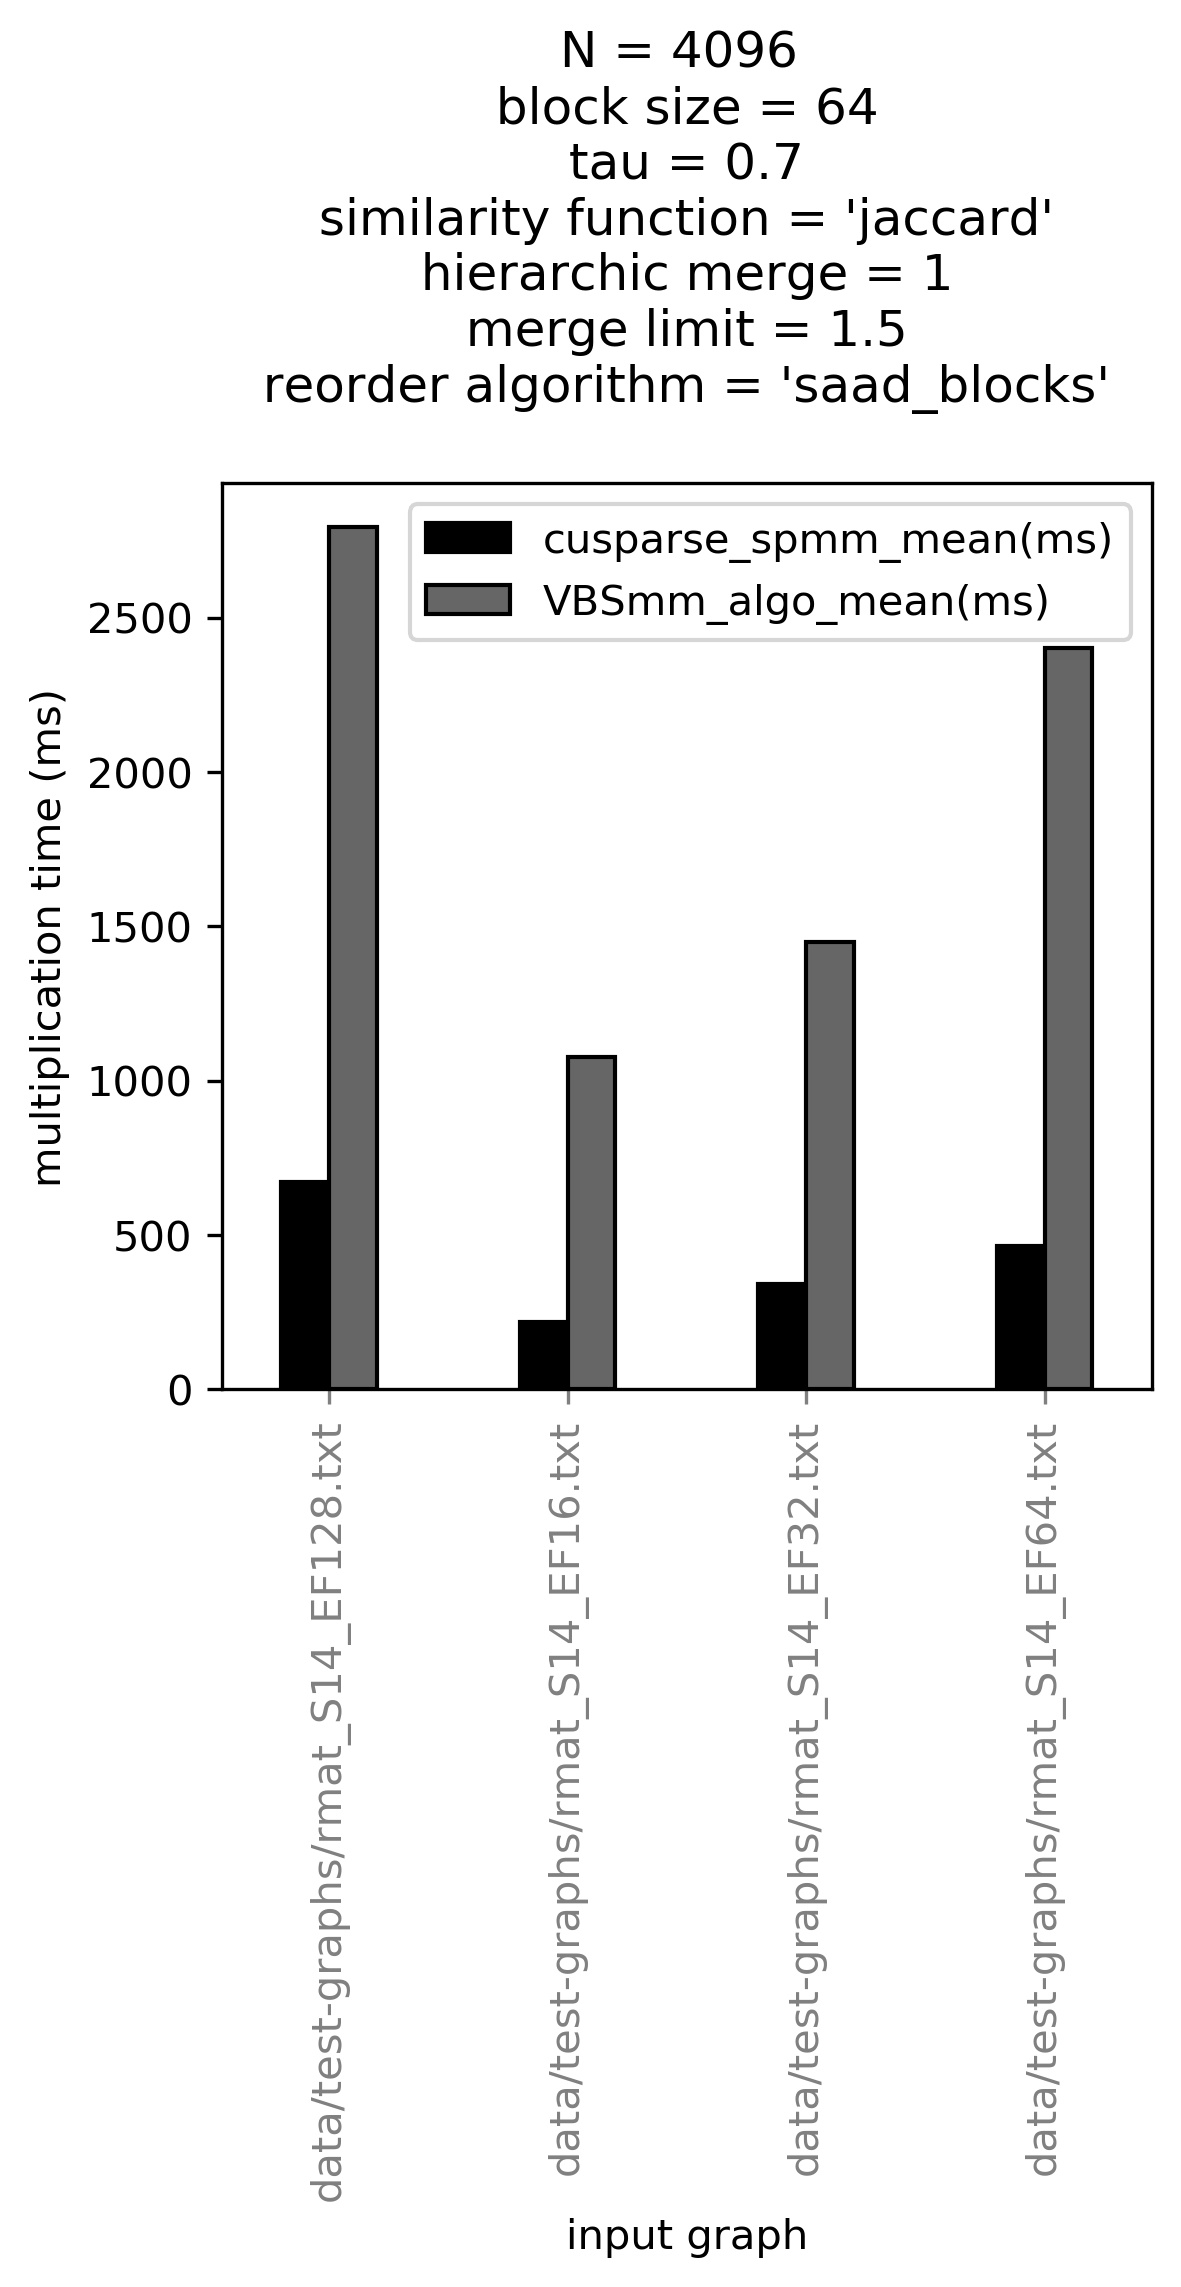 N = 4096
block size = 64
tau = 0.7
similarity function = 'jaccard'
hierarchic merge = 1
merge limit = 1.5
reorder algorithm = 'saad_blocks'
cusparse_spmm_mean(ms)
VBSmm_algo_mean(ms)
multiplication time (ms)
2500
2000
1500
1000
500
0
data/test-graphs/rmat_S14_EF128.txt
data/test-graphs/rmat_S14_EF16.txt
data/test-graphs/rmat_S14_EF32.txt
data/test-graphs/rmat_S14_EF64.txt
input graph